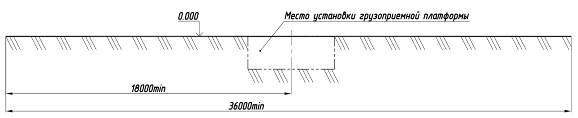 0.000
Место установки грузоприемной платформы
18000min
36000min